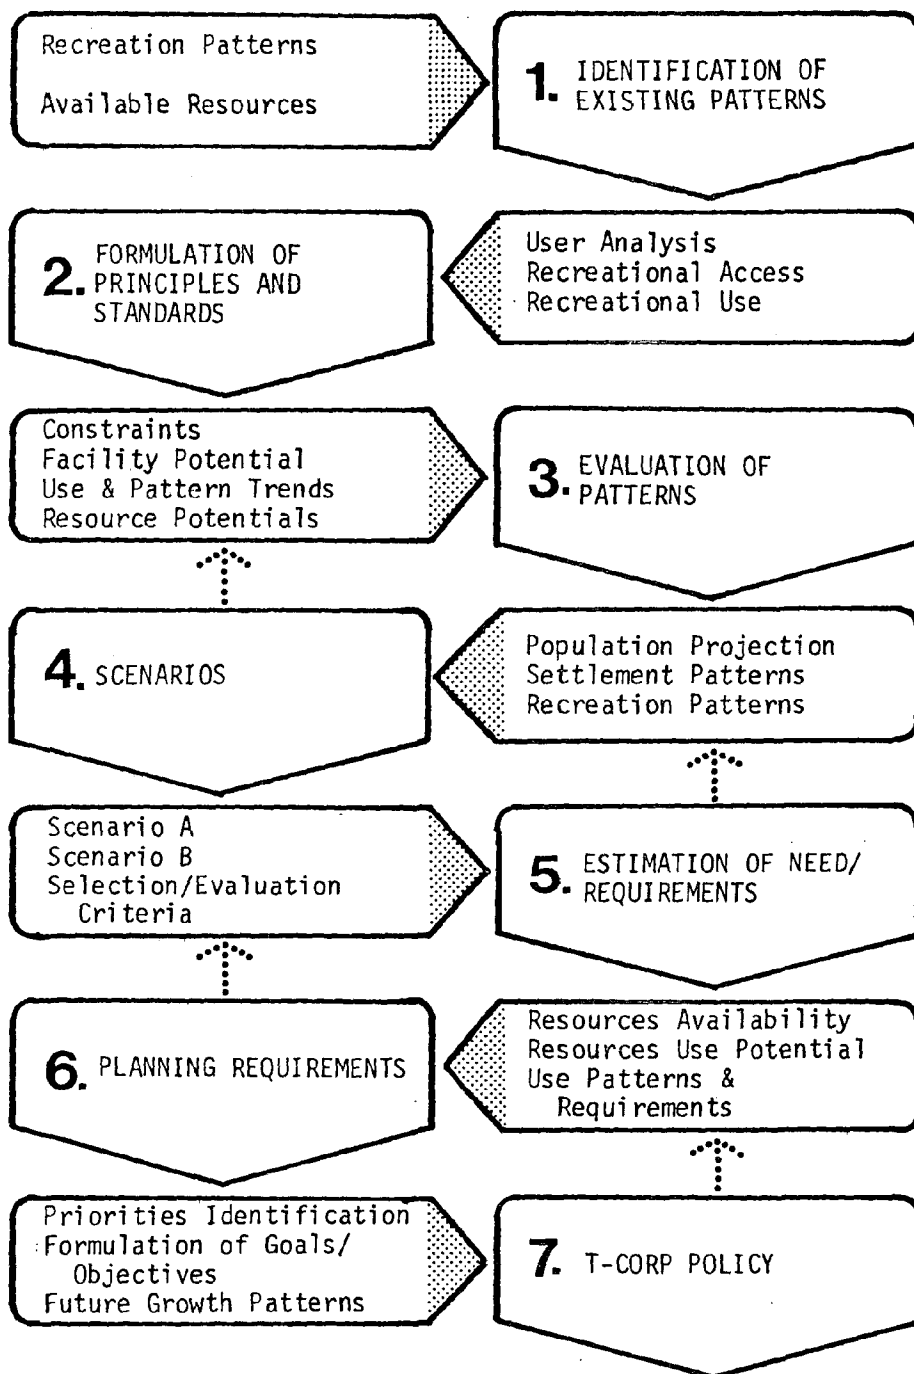 Recreation Patterns
Available Resources
1. IDENTIFICATION OF
EXISTING PATTERNS
User Analysis
Recreational Access
Recreational Use
2. FORMULATION OF
PRINCIPLES AND
STANDARDS
Constraints
Facility Potential
Use & Pattern Trends
Resource Potentials
3. EVALUATION OF
PATTERNS
Population Projection
Settlement Patterns
Recreation Patterns
4. SCENARIOS
Scenario A
Scenario B
Selection/Evaluation
Criteria
5. ESTIMATION OF NEED/
REQUIREMENTS
Resources Availability
Resources Use Potential
Use Patterns &
Requirements
6. PLANNING REQUIREMENTS
Priorities Identification
Formulation of Goals/
Objectives
Future Growth Patterns
7. T-CORP POLICY